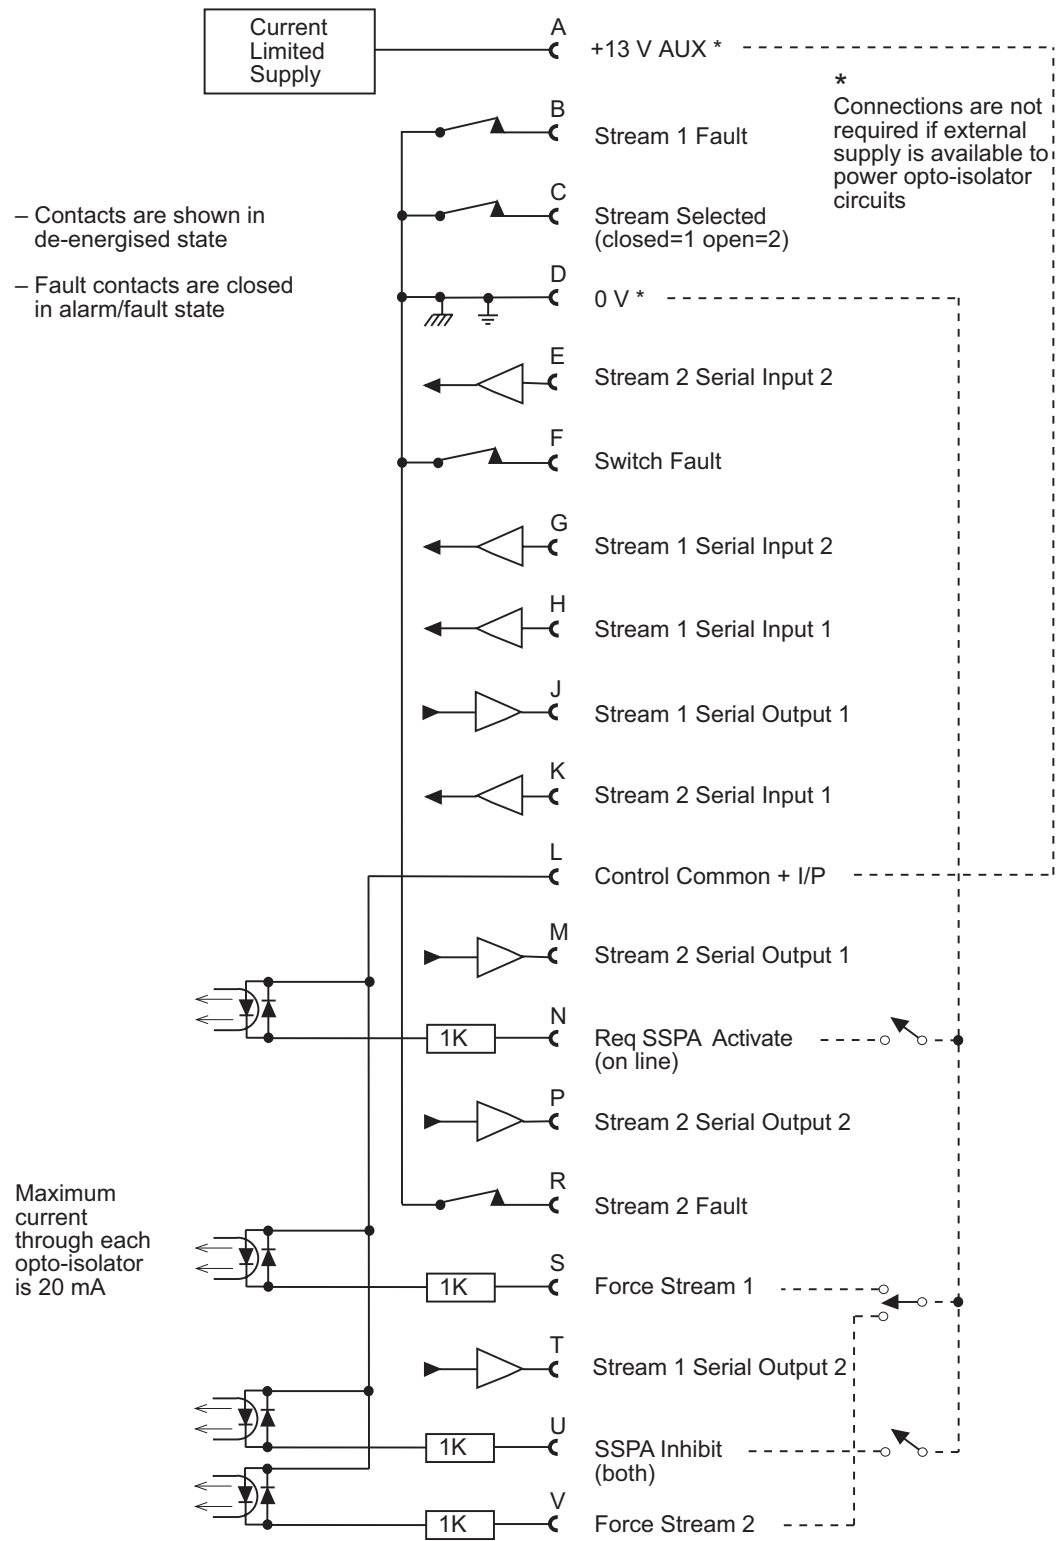 Current
Limited
Supply
A
+13 V AUX *
*
Connections are not
required if external
supply is available to
power opto-isolator
circuits
B
Stream 1 Fault
– Contacts are shown in
de-energised state
– Fault contacts are closed
in alarm/fault state
C
Stream Selected
(closed=1 open=2)
D
0 V *
E
Stream 2 Serial Input 2
F
Switch Fault
G
Stream 1 Serial Input 2
H
Stream 1 Serial Input 1
J
Stream 1 Serial Output 1
K
Stream 2 Serial Input 1
L
Control Common + I/P
M
Stream 2 Serial Output 1
N
1K
Req SSPA Activate
(on line)
P
Stream 2 Serial Output 2
R
Stream 2 Fault
Maximum
current
through each
opto-isolator
is 20 mA
S
1K
Force Stream 1
T
Stream 1 Serial Output 2
U
1K
SSPA Inhibit
(both)
V
1K
Force Stream 2